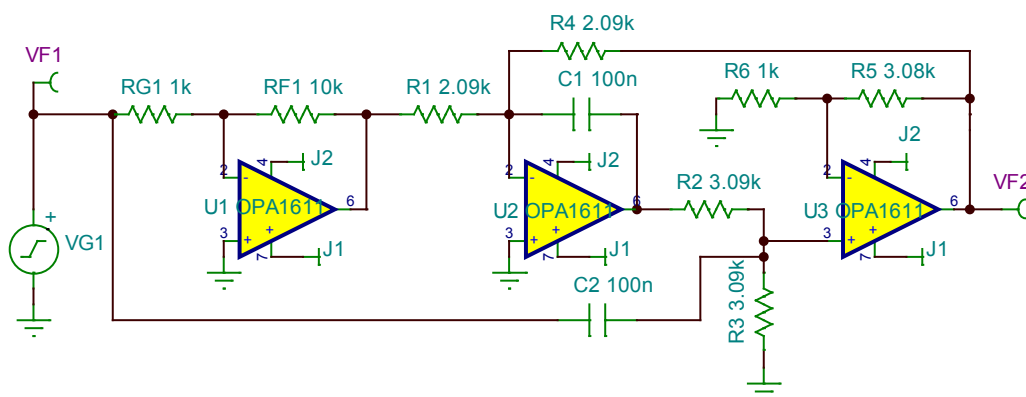 R4 2.09k
VF1
C1 100n
R6 1k
R5 3.08k
RG1 1k
RF1 10k
R1 2.09k
2
4
J2
-
U1 OPA1611
6
3
+
+
7
J1
2
4
J2
-
U2 OPA1611
6
3
+
+
7
J1
R2 3.09k
2
4
J2
-
U3 OPA1611
6
3
+
+
7
J1
VF2
+
VG1
C2 100n
R3 3.09k